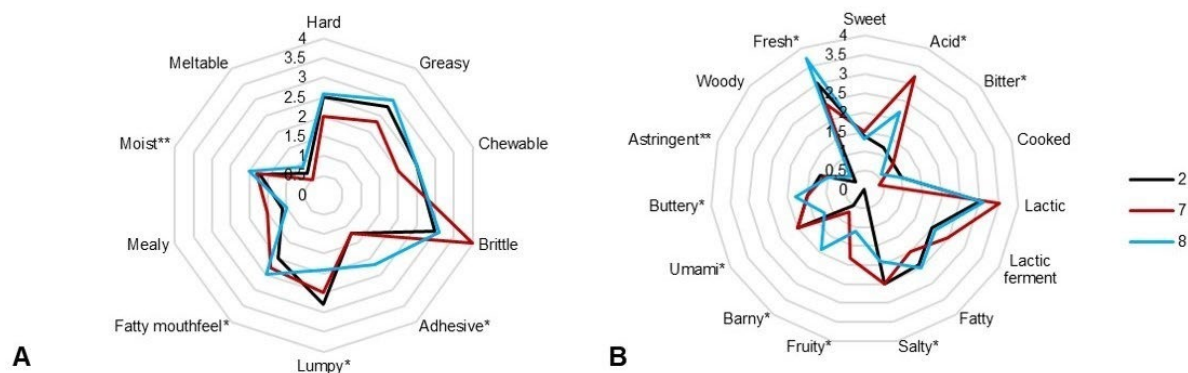 Hard
Greasy
Chewable
Brittle
Adhesive*
Lumpy*
Fatty mouthfeel*
Mealy
Moist**
Meltable
4
3.5
3
2.5
2
1.5
1
0.5
0
A
Sweet
Acid*
Bitter*
Cooked
Lactic
Lactic
ferment
Fatty
Salty*
Fruity*
Barny*
Umami*
Buttery*
Astringent**
Woody
Fresh*
4
3.5
3
2.5
2
1.5
1
0.5
0
B
2
7
8